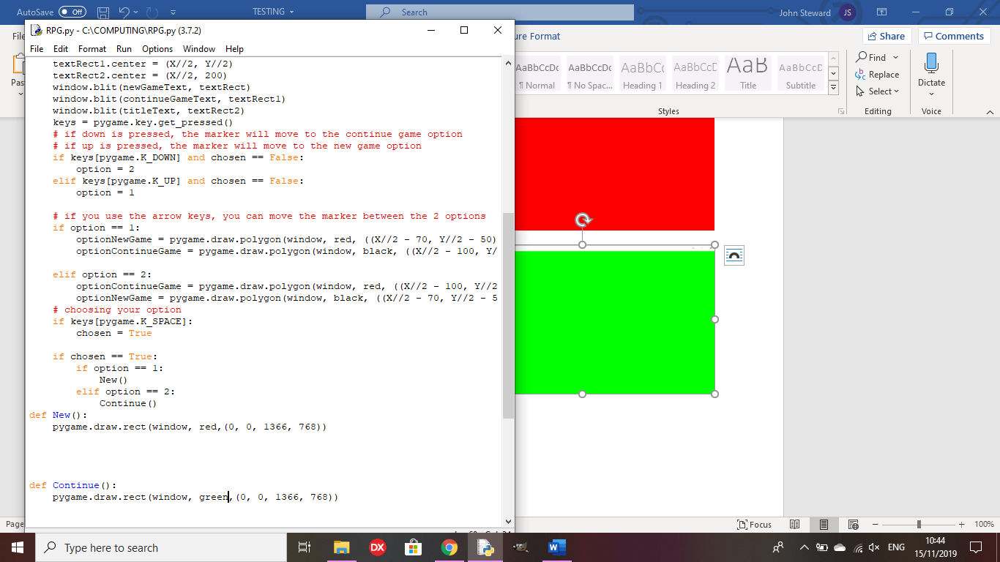 AutoSave Off TESTING Search John Steward JS
RPG.py - C:\COMPUTING\RPG.py (3.7.2)
ure Format Share Comments
File Edit Format Run Options Window Help
textRect1.center = (X//2, Y//2)
textRect2.center = (X//2, 200)
window.blit(newGameText, textRect)
window.blit(continueGameText, textRect1)
window.blit(titleText, textRect2)
keys = pygame.key.get_pressed()
# if down is pressed, the marker will move to the continue game option
# if up is pressed, the marker will move to the new game option
if keys[pygame.K_DOWN] and chosen == False:
option = 2
elif keys[pygame.K_UP] and chosen == False:
option = 1
# if you use the arrow keys, you can move the marker between the 2 options
if option == 1:
optionNewGame = pygame.draw.polygon(window, red, ((X//2 - 70, Y//2 - 50)
optionContinueGame = pygame.draw.polygon(window, black, ((X//2 - 100, Y/
elif option == 2:
optionContinueGame = pygame.draw.polygon(window, red, ((X//2 - 100, Y//2
optionNewGame = pygame.draw.polygon(window, black, ((X//2 - 70, Y//2 - 5
# choosing your option
if keys[pygame.K_SPACE]:
chosen = True
if chosen == True:
if option == 1:
New()
elif option == 2:
Continue()
def New():
pygame.draw.rect(window, red,(0, 0, 1366, 768))
def Continue():
pygame.draw.rect(window, green,(0, 0, 1366, 768))
Fil
Past
AaBbCcDc AaBbCcDc AaBbCc AaBbCcD AaB AaBbCcD
¶ Normal ¶ No Spac... Heading 1 Heading 2 Title Subtitle
Styles
Find
Replace
Select
Editing
Dictate
Voice
Page
Focus 100%
Type here to search
DX
W
ENG
10:44
15/11/2019